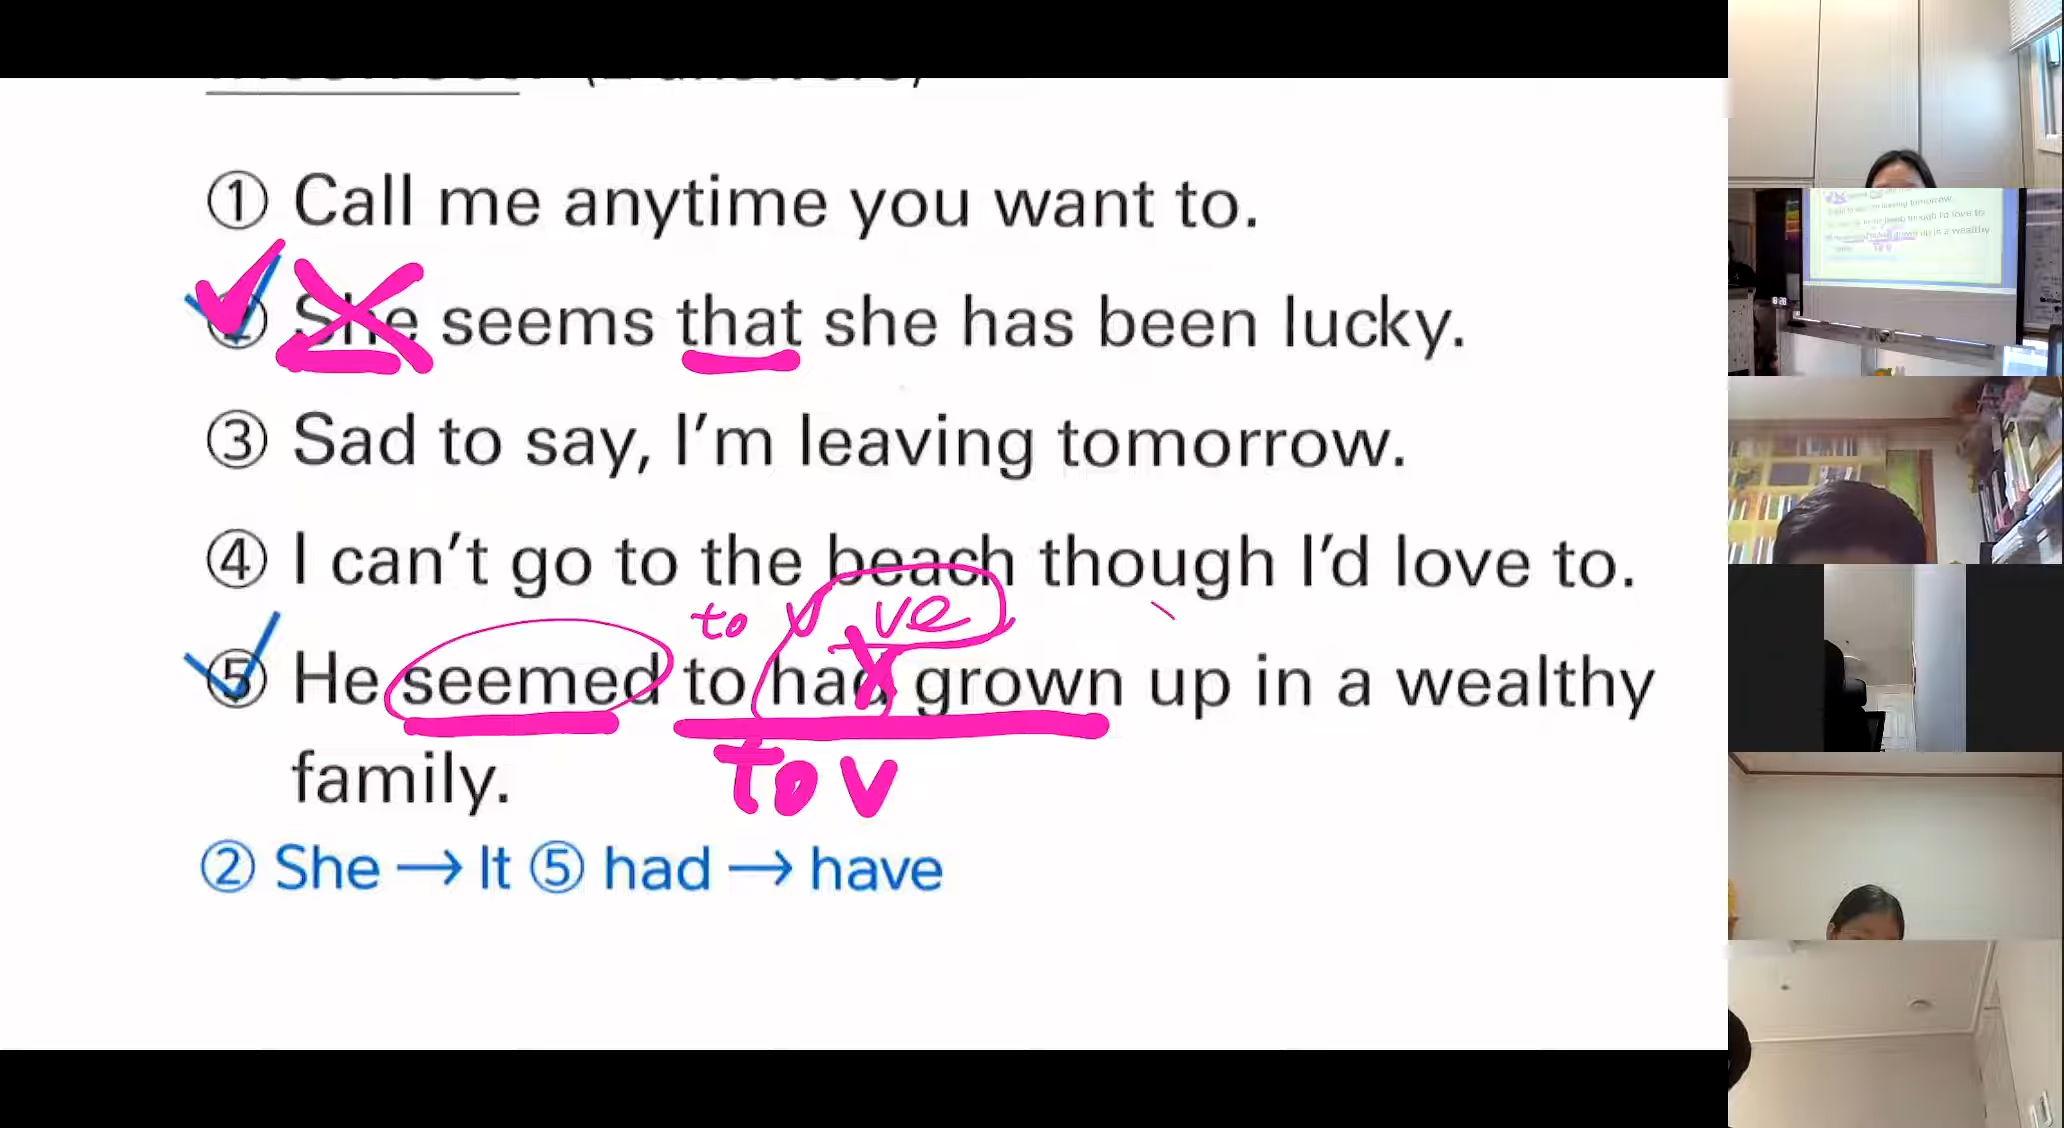 (2 answers)
① Call me anytime you want to.
② She seems that she has been lucky.
③ Sad to say, I’m leaving tomorrow.
④ I can’t go to the beach though I’d love to.
to v ve
⑤ He seemed to had grown up in a wealthy
family.
to v
② She → It ⑤ had → have